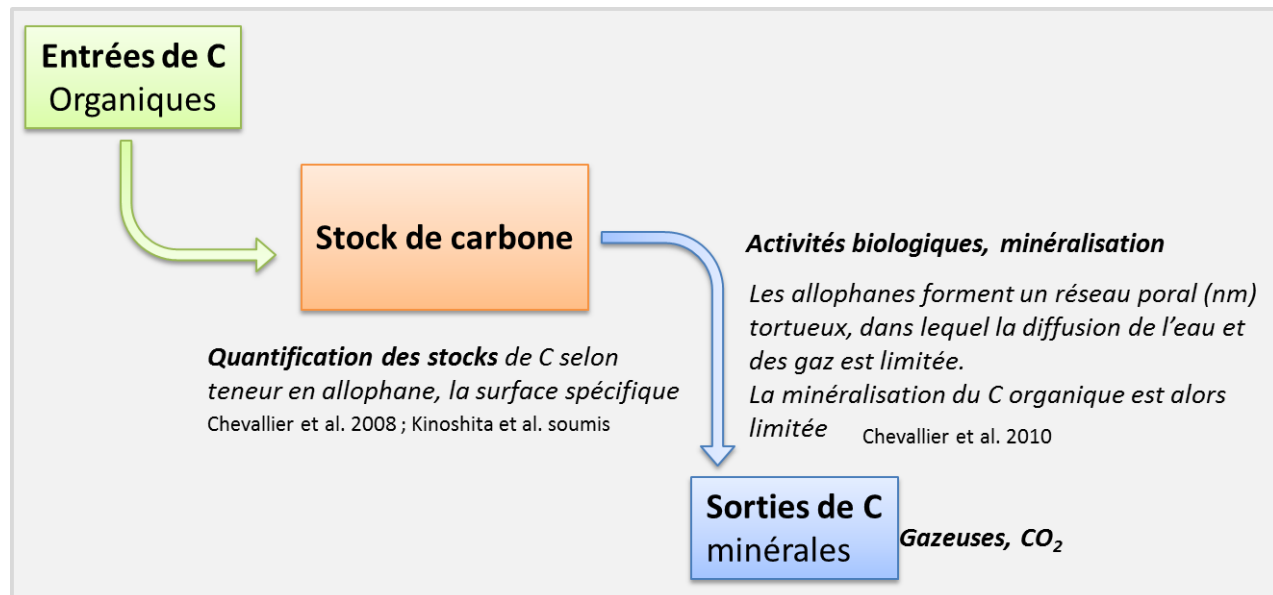 Entrées de C
Organiques
Stock de carbone
Quantification des stocks de C selon
teneur en allophane, la surface spécifique
Chevallier et al. 2008 ; Kinoshita et al. soumis
Activités biologiques, minéralisation
Les allophanes forment un réseau poral (nm)
tortueux, dans lequel la diffusion de l’eau et
des gaz est limitée.
La minéralisation du C organique est alors
limitée Chevallier et al. 2010
Sorties de C
minérales
Gazeuses, CO₂